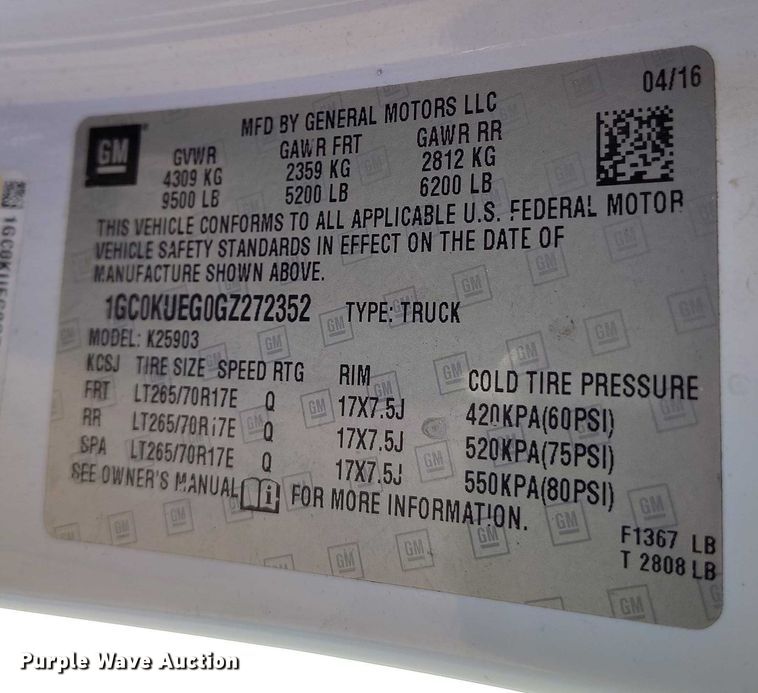 04/16
GM
MFD BY GENERAL MOTORS LLC
GVWR GAWR FRT GAWR RR
4309 KG 2359 KG 2812 KG
9500 LB 5200 LB 6200 LB
THIS VEHICLE CONFORMS TO ALL APPLICABLE U.S. FEDERAL MOTOR
VEHICLE SAFETY STANDARDS IN EFFECT ON THE DATE OF
MANUFACTURE SHOWN ABOVE.
1GC0KUEG0GZ272352 TYPE: TRUCK
MODEL: K25903
KCSJ TIRE SIZE SPEED RTG RIM COLD TIRE PRESSURE
FRT LT265/70R17E Q 17X7.5J 420KPA(60PSI)
RR LT265/70R17E Q 17X7.5J 520KPA(75PSI)
SPA LT265/70R17E Q 17X7.5J 550KPA(80PSI)
SEE OWNER'S MANUAL FOR MORE INFORMATION.
F1367 LB
T 2808 LB
Purple Wave Auction